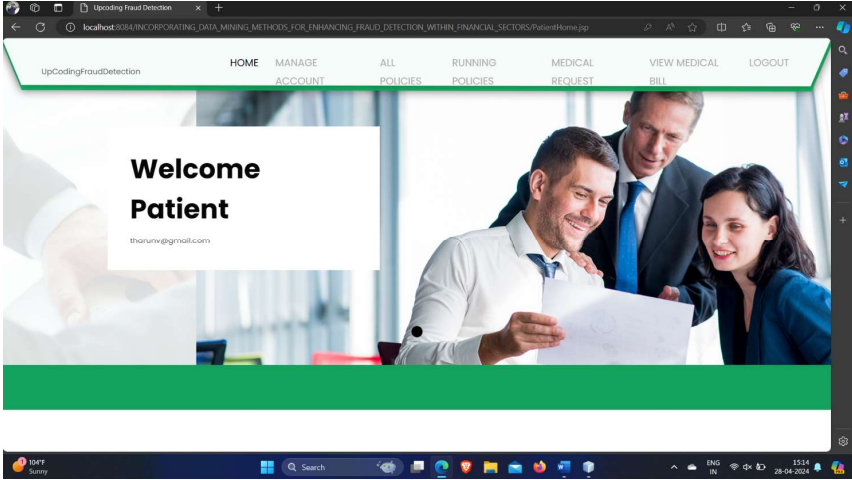 Upcoding Fraud Detection
localhost:8084/INCORPORATING_DATA_MINING_METHODS_FOR_ENHANCING_FRAUD_DETECTION_WITHIN_FINANCIAL_SECTORS/PatientHome.jsp
UpCodingFraudDetection
HOME
MANAGE
ACCOUNT
ALL
POLICIES
RUNNING
POLICIES
MEDICAL
REQUEST
VIEW MEDICAL
BILL
LOGOUT
Welcome
Patient
tharunv@gmail.com
104°F
Sunny
Search
ENG
IN
15:14
28-04-2024